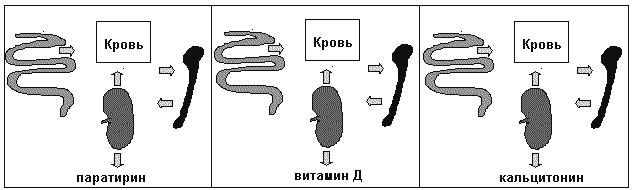 Кровь
паратирин
Кровь
витамин Д
Кровь
кальцитонин